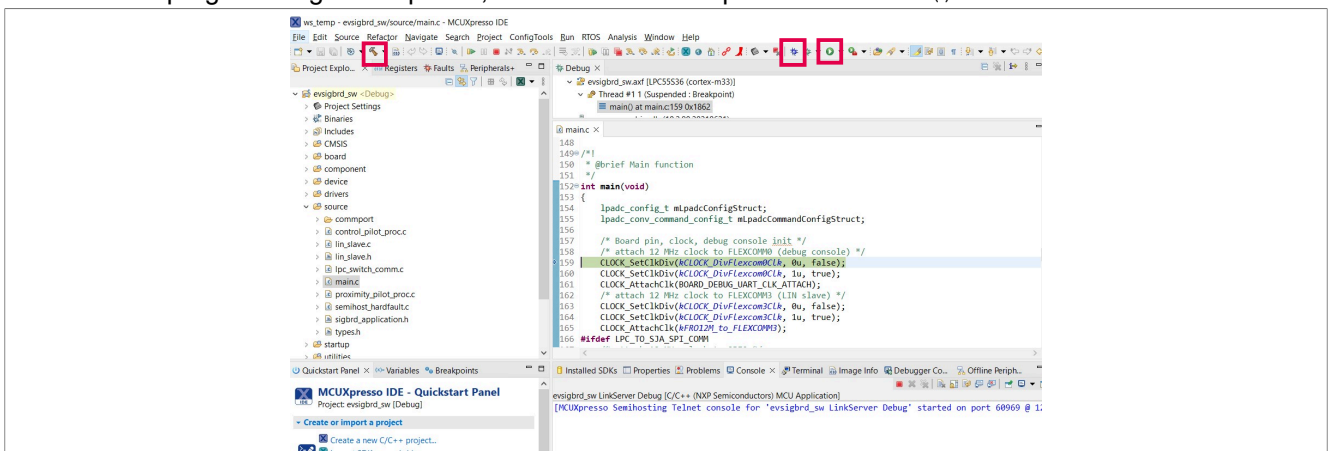 ws_temp - evsigbrd_sw/source/main.c - MCUXpresso IDE
File Edit Source Refactor Navigate Search Project ConfigTools Run RTOS Analysis Window Help
Project Explo... Registers Faults Peripherals+
evsigbrd_sw <Debug>
Project Settings
Binaries
Includes
CMSIS
board
component
device
drivers
source
commport
control_pilot_proc.c
lin_slave.c
lin_slave.h
lpc_switch_comm.c
main.c
proximity_pilot_proc.c
semihost_hardfault.c
sigbrd_application.h
types.h
startup
utilities
Debug
evsigbrd_sw.axf [LPC55S36 (cortex-m33)]
Thread #1 1 (Suspended : Breakpoint)
main() at main.c:159 0x1862
main.c
148
149 /*!
150 * @brief Main function
151 */
152 int main(void)
153 {
154 lpadc_config_t mLpadcConfigStruct;
155 lpadc_conv_command_config_t mLpadcCommandConfigStruct;
156
157 /* Board pin, clock, debug console init */
158 /* attach 12 MHz clock to FLEXCOMM0 (debug console) */
159 CLOCK_SetClkDiv(kCLOCK_DivFlexcom0Clk, 0u, false);
160 CLOCK_SetClkDiv(kCLOCK_DivFlexcom0Clk, 1u, true);
161 CLOCK_AttachClk(BOARD_DEBUG_UART_CLK_ATTACH);
162 /* attach 12 MHz clock to FLEXCOMM3 (LIN slave) */
163 CLOCK_SetClkDiv(kCLOCK_DivFlexcom3Clk, 0u, false);
164 CLOCK_SetClkDiv(kCLOCK_DivFlexcom3Clk, 1u, true);
165 CLOCK_AttachClk(kFRO12M_to_FLEXCOMM3);
166 #ifdef LPC_TO_SJA_SPI_COMM
Quickstart Panel Variables Breakpoints
MCUXpresso IDE - Quickstart Panel
Project: evsigbrd_sw [Debug]
Create or import a project
Create a new C/C++ project...
Installed SDKs Properties Problems Console Terminal Image Info Debugger Co... Offline Periph...
evsigbrd_sw LinkServer Debug [C/C++ (NXP Semiconductors) MCU Application]
[MCUXpresso Semihosting Telnet console for 'evsigbrd_sw LinkServer Debug' started on port 60969 @ 12